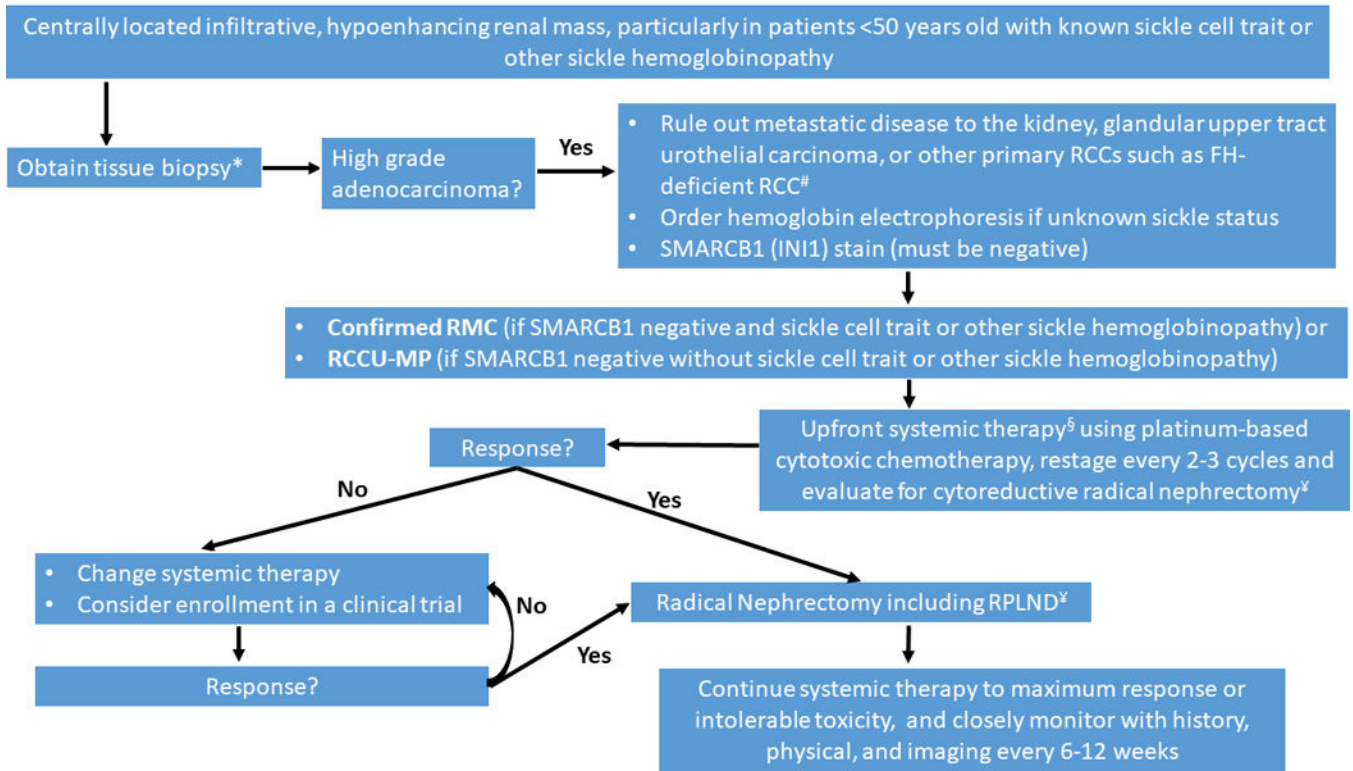 Centrally located infiltrative, hypoenhancing renal mass, particularly in patients <50 years old with known sickle cell trait or
other sickle hemoglobinopathy
Obtain tissue biopsy*
High grade
adenocarcinoma?
Yes
• Rule out metastatic disease to the kidney, glandular upper tract
urothelial carcinoma, or other primary RCCs such as FH-
deficient RCC#
• Order hemoglobin electrophoresis if unknown sickle status
• SMARCB1 (INI1) stain (must be negative)
• Confirmed RMC (if SMARCB1 negative and sickle cell trait or other sickle hemoglobinopathy) or
• RCCU-MP (if SMARCB1 negative without sickle cell trait or other sickle hemoglobinopathy)
Upfront systemic therapy§ using platinum-based
cytotoxic chemotherapy, restage every 2-3 cycles and
evaluate for cytoreductive radical nephrectomy¥
Response?
No
Yes
• Change systemic therapy
• Consider enrollment in a clinical trial
No
Response?
Yes
Radical Nephrectomy including RPLND¥
Continue systemic therapy to maximum response or
intolerable toxicity, and closely monitor with history,
physical, and imaging every 6-12 weeks